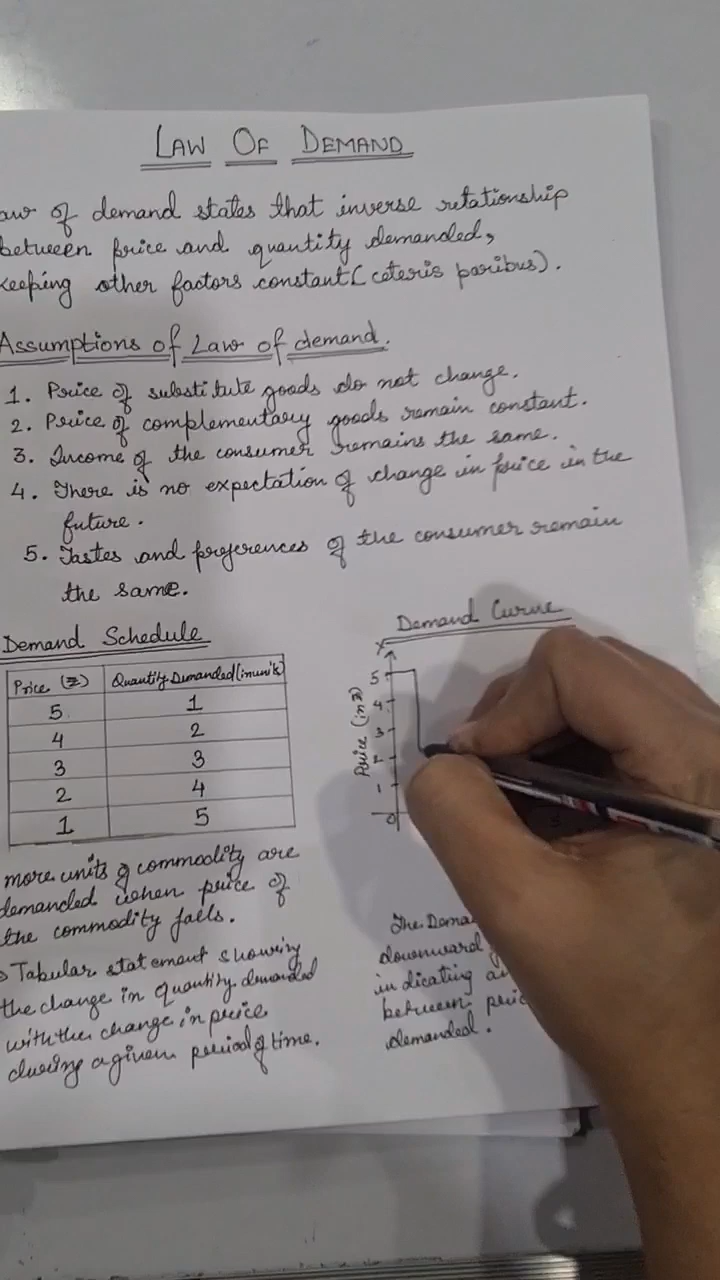 LAW OF DEMAND
aw of demand states that inverse relationship
between price and quantity demanded,
keeping other factors constant (ceteris paribus).
Assumptions of Law of demand.
1. Price of substitute goods do not change.
2. Price of complementary goods remain constant.
3. Income of the consumer remains the same.
4. There is no expectation of change in price in the
future.
5. Tastes and preferences of the consumer remain
the same.
Demand Schedule
Price (₹) Quantity Demanded (in units)
5 1
4 2
3 3
2 4
1 5
more units of commodity are
demanded when price of
the commodity falls.
Tabular statement showing
the change in quantity demanded
with the change in price
during a given period of time.
Demand Curve
Y
Price (in ₹)
5
4
3
2
1
0
The Dema
downward
indicating a
between pric
demanded.